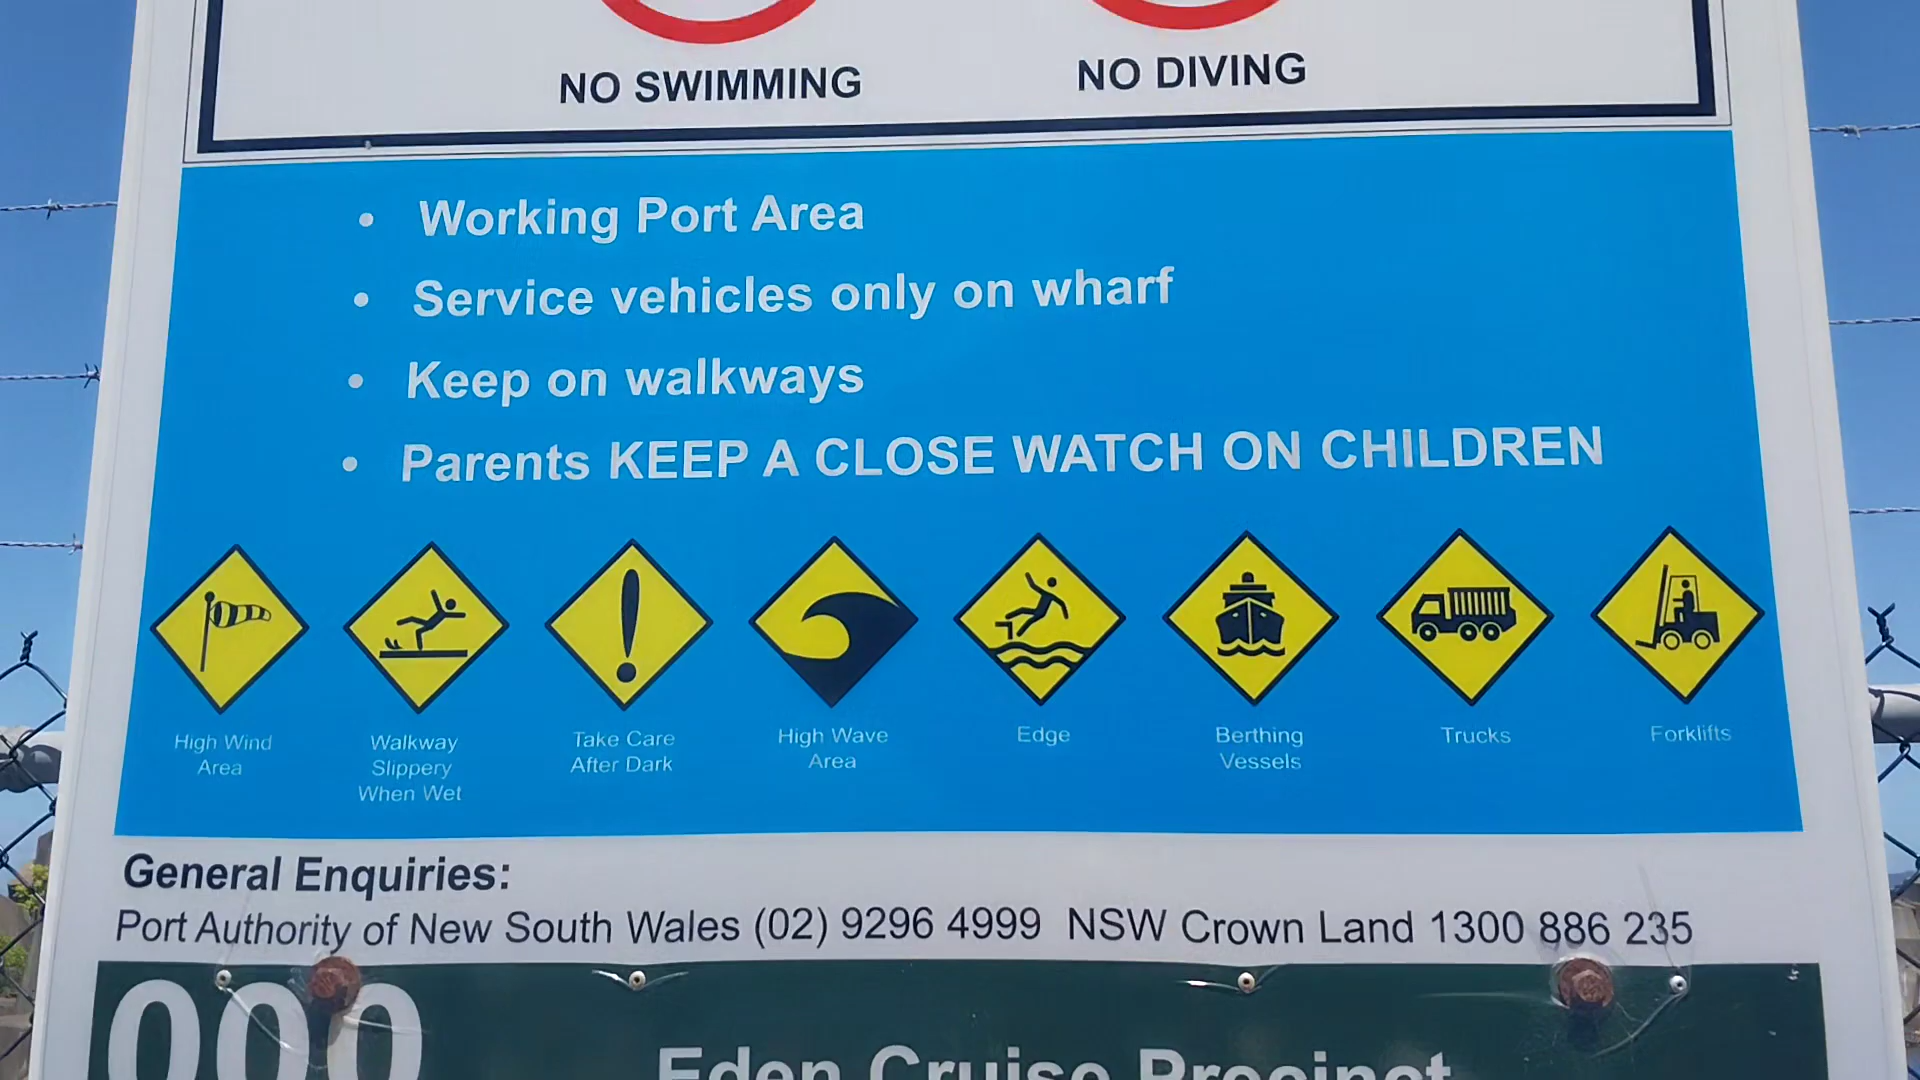 NO SWIMMING NO DIVING
• Working Port Area
• Service vehicles only on wharf
• Keep on walkways
• Parents KEEP A CLOSE WATCH ON CHILDREN
High Wind
Area
Walkway
Slippery
When Wet
Take Care
After Dark
High Wave
Area
Edge
Berthing
Vessels
Trucks
Forklifts
General Enquiries:
Port Authority of New South Wales (02) 9296 4999 NSW Crown Land 1300 886 235
000
Eden Cruise Precinct